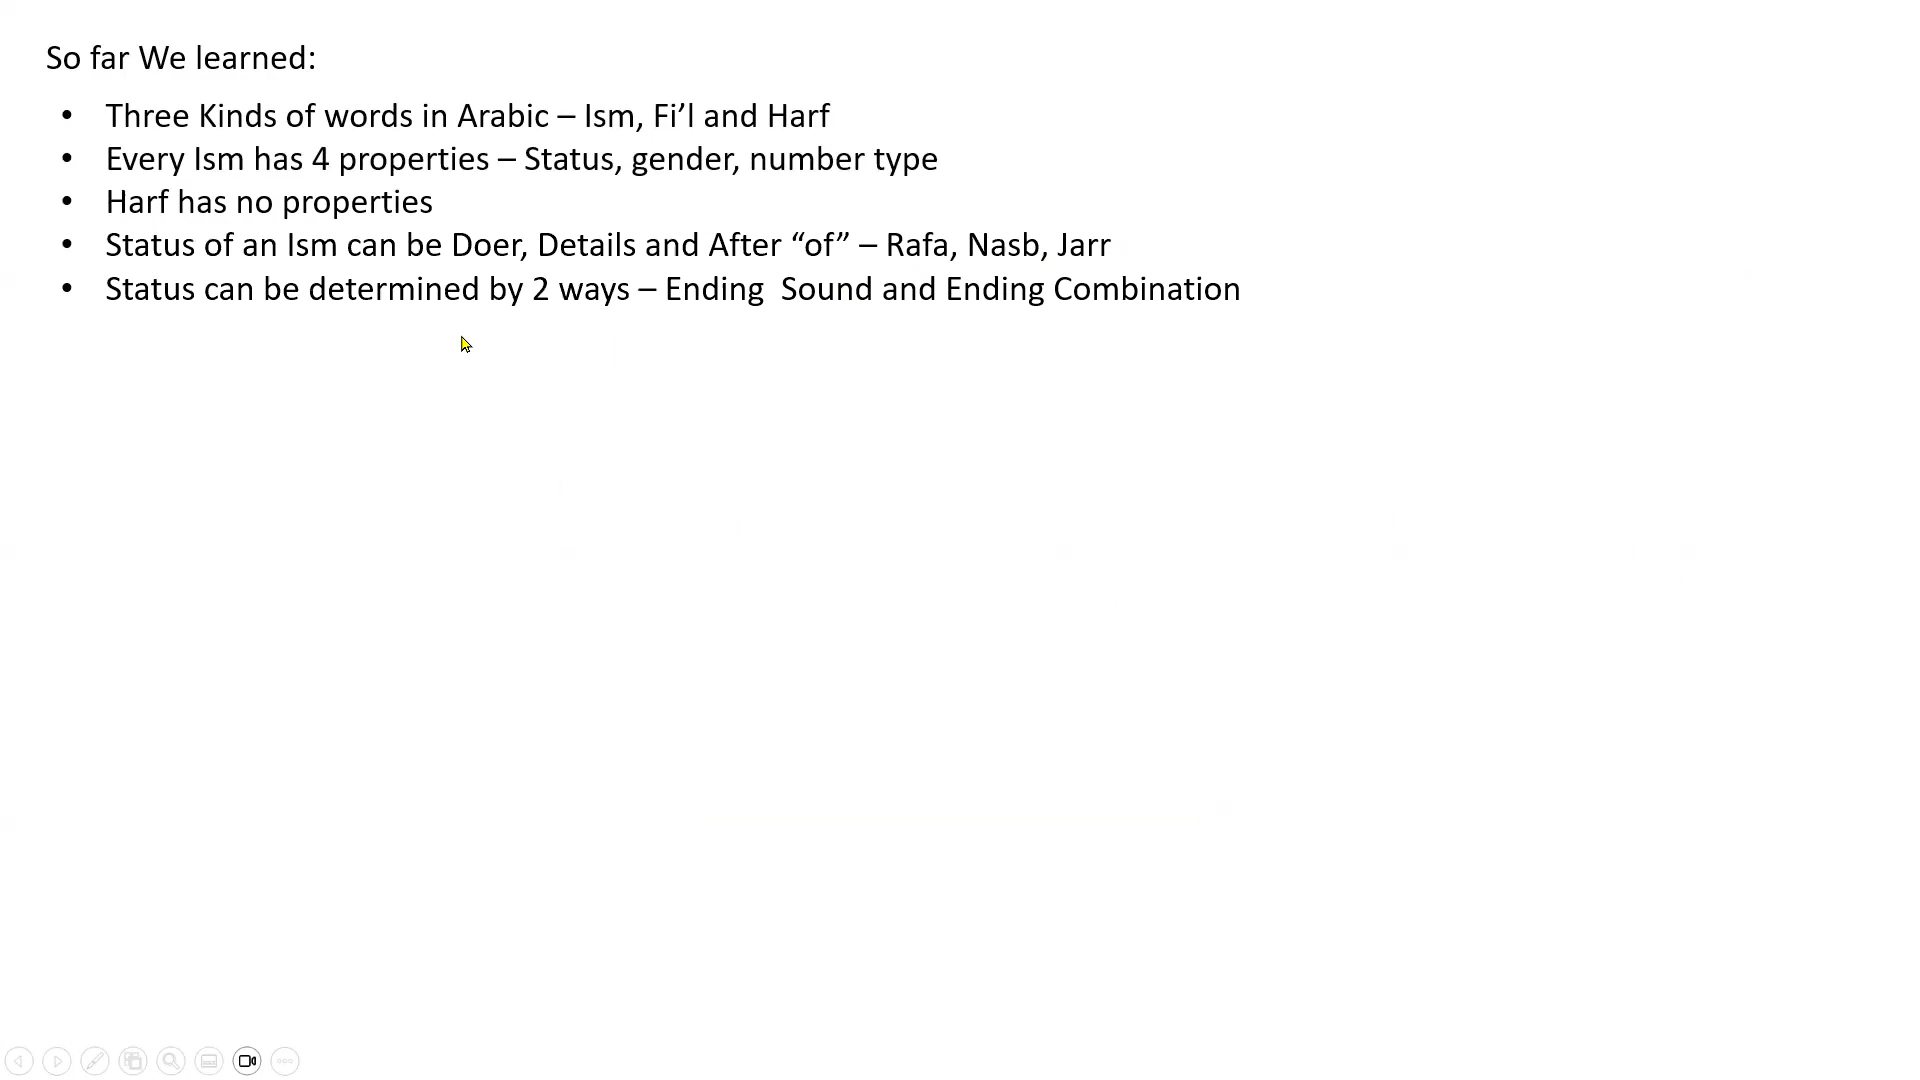 So far We learned:
• Three Kinds of words in Arabic – Ism, Fi’l and Harf
• Every Ism has 4 properties – Status, gender, number type
• Harf has no properties
• Status of an Ism can be Doer, Details and After “of” – Rafa, Nasb, Jarr
• Status can be determined by 2 ways – Ending  Sound and Ending Combination